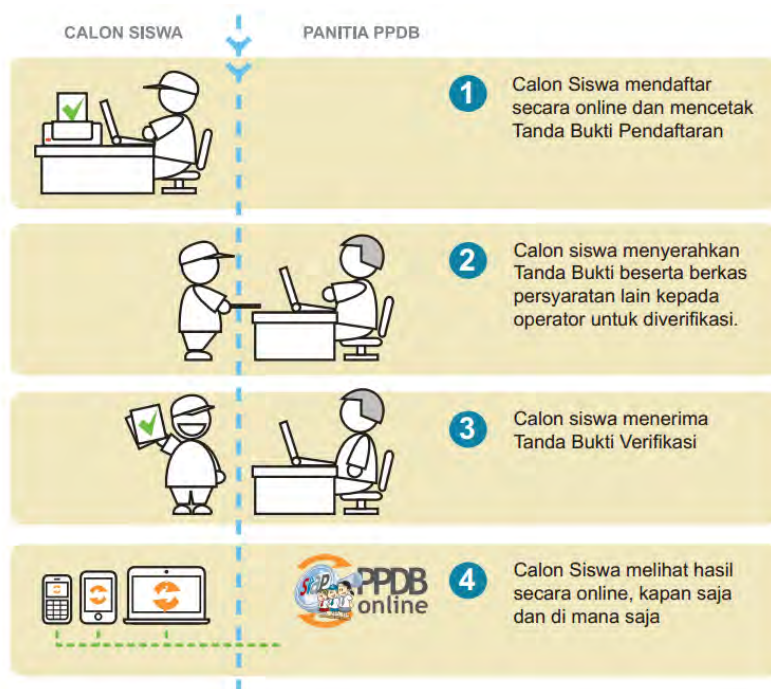 CALON SISWA
PANITIA PPDB
1
Calon Siswa mendaftar
secara online dan mencetak
Tanda Bukti Pendaftaran
2
Calon siswa menyerahkan
Tanda Bukti beserta berkas
persyaratan lain kepada
operator untuk diverifikasi.
3
Calon siswa menerima
Tanda Bukti Verifikasi
SIAP PPDB
online
4
Calon Siswa melihat hasil
secara online, kapan saja
dan di mana saja